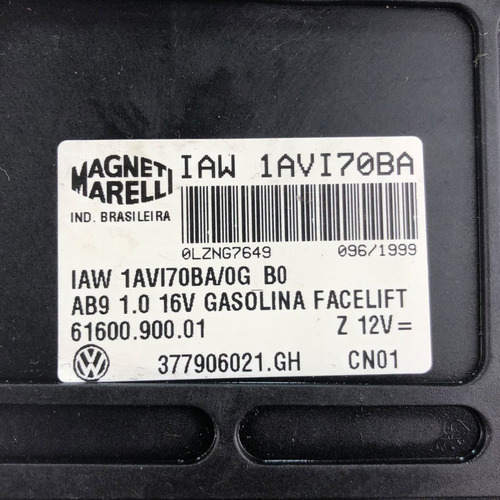 MAGNETI MARELLI
IAW 1AVI70BA
IND. BRASILEIRA
0LZNG7649 096/1999
IAW 1AVI70BA/0G B0
AB9 1.0 16V GASOLINA FACELIFT
61600.900.01 Z 12V=
VW 377906021.GH CN01